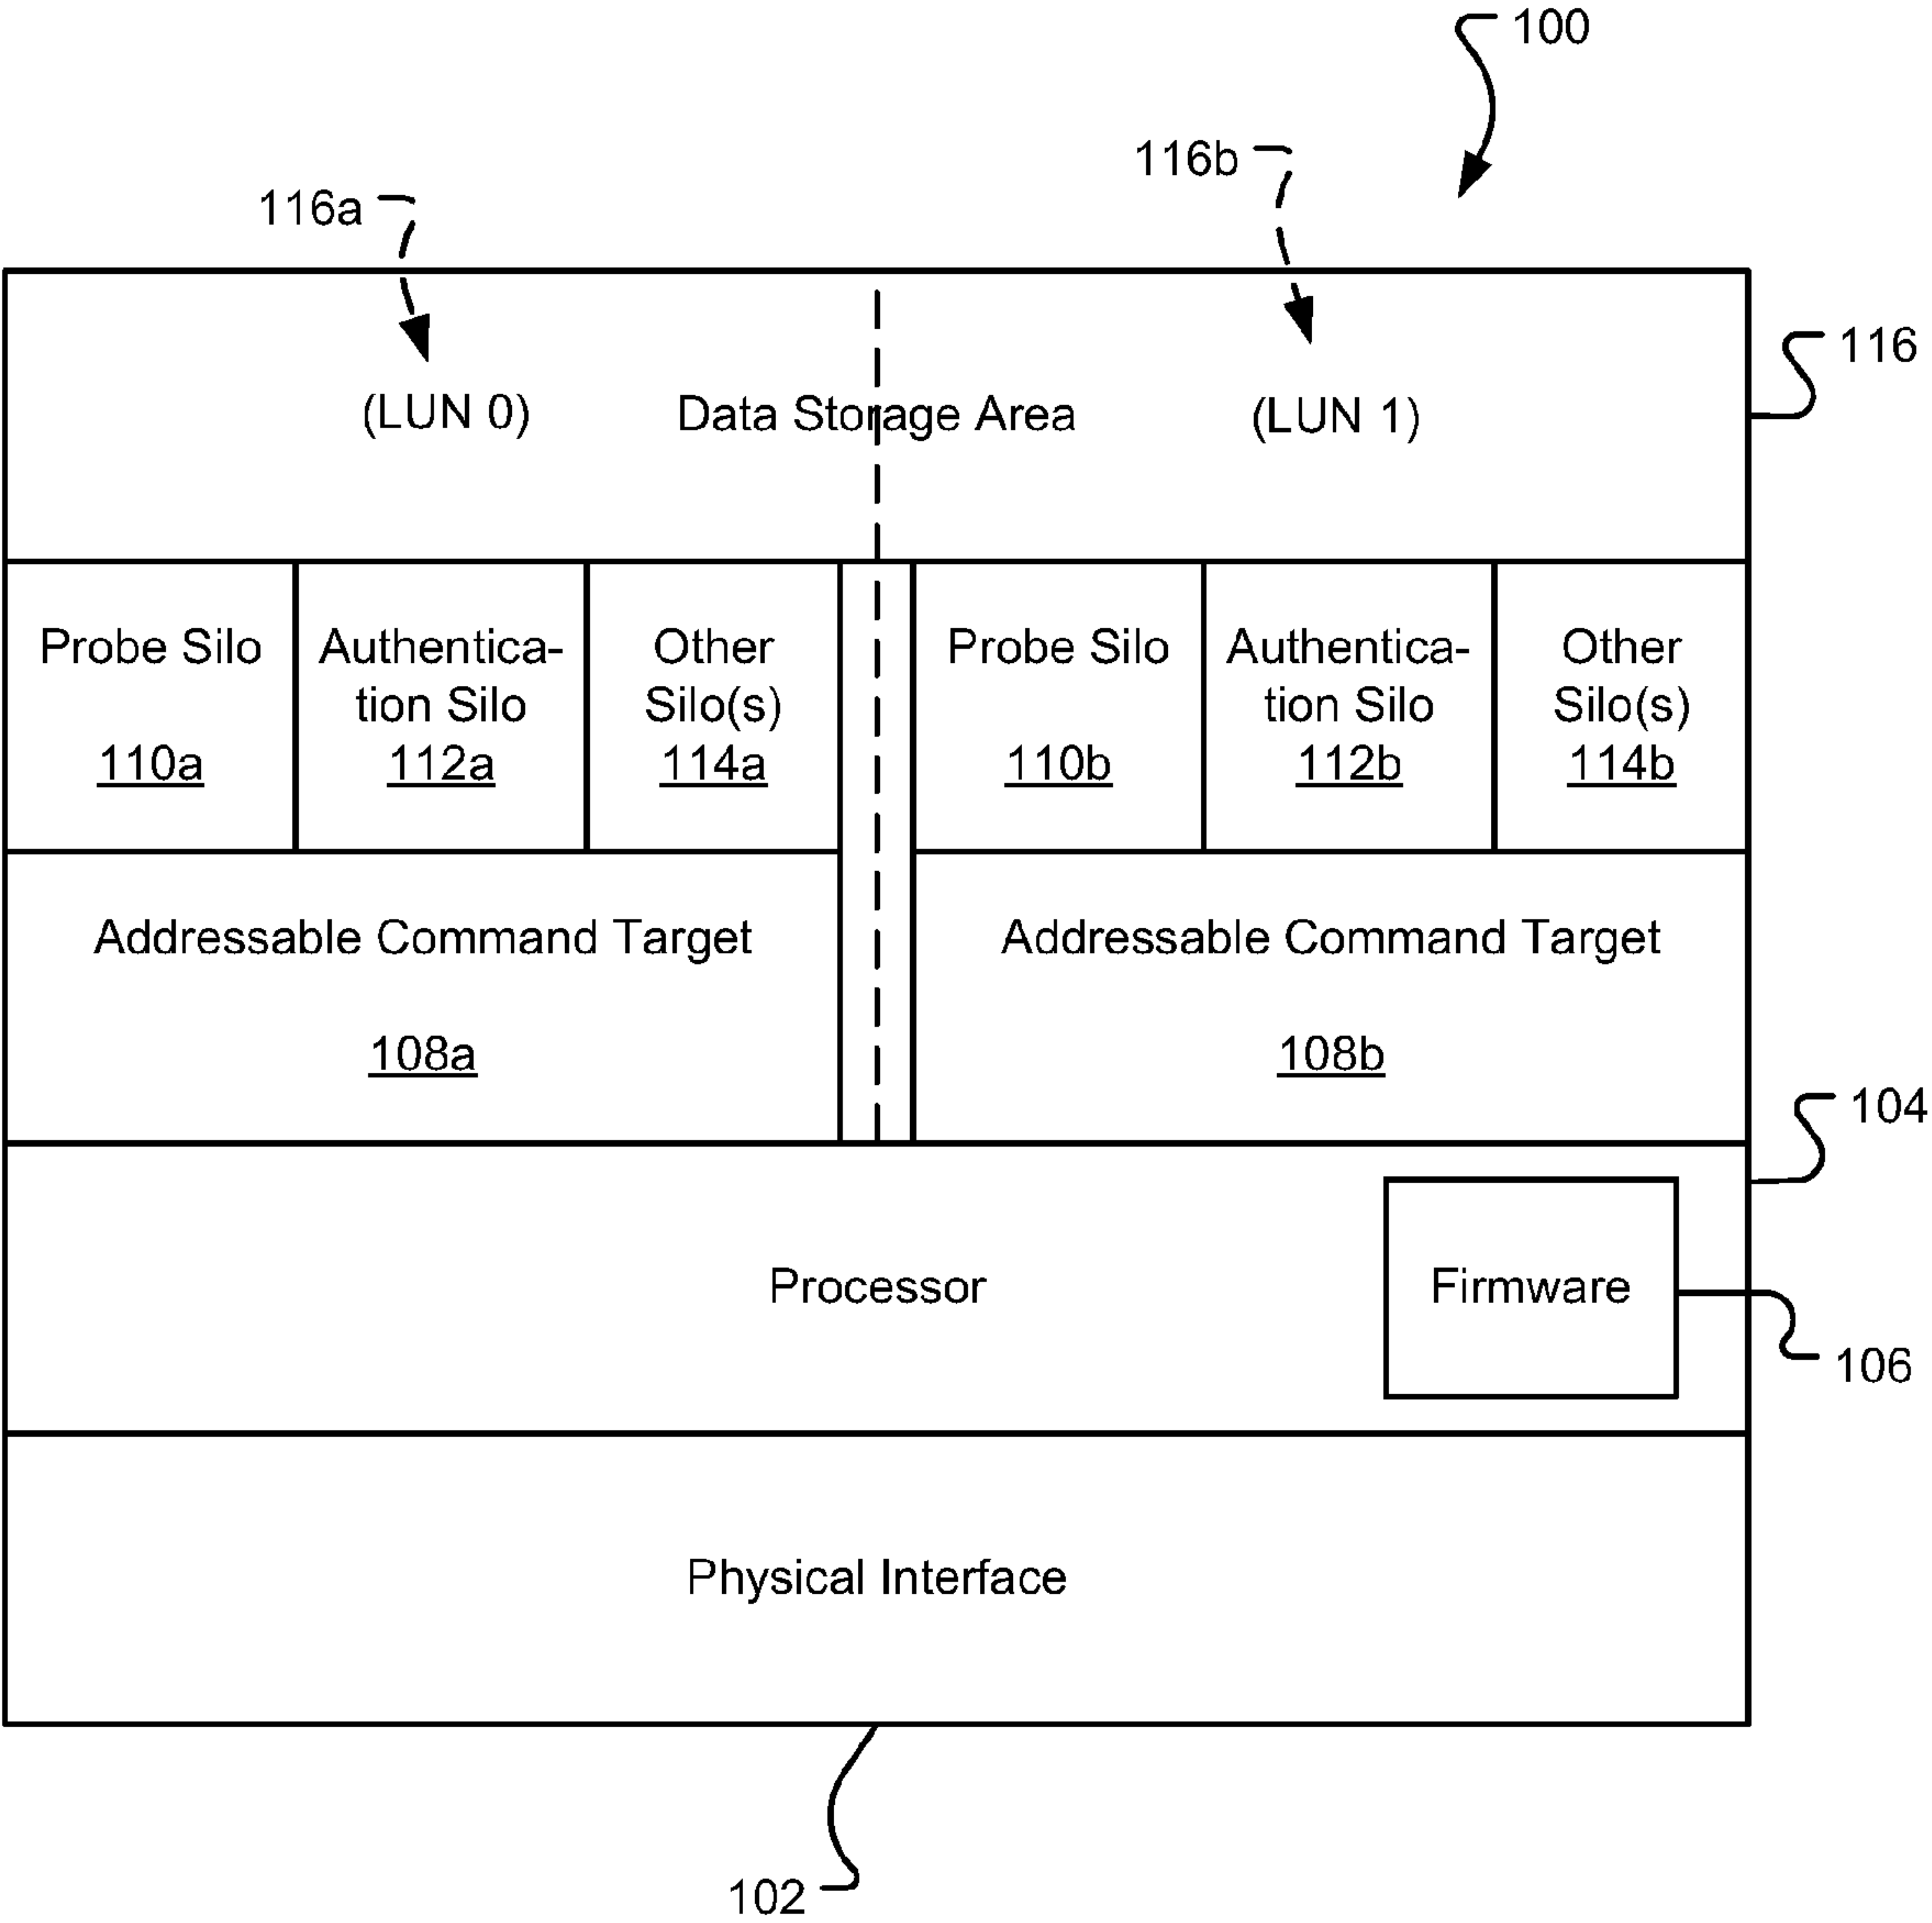 100
116b
116a
116
(LUN 0) Data Storage Area (LUN 1)
Probe Silo
110a
Authentica-
tion Silo
112a
Other
Silo(s)
114a
Probe Silo
110b
Authentica-
tion Silo
112b
Other
Silo(s)
114b
Addressable Command Target
108a
Addressable Command Target
108b
104
Processor
Firmware
106
Physical Interface
102